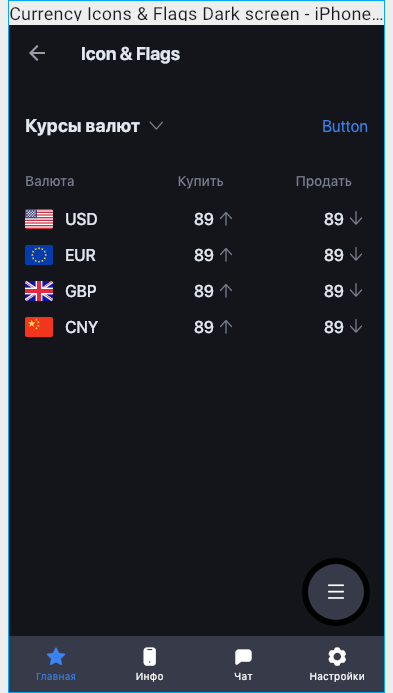 Currency Icons & Flags Dark screen - iPhone...
Icon & Flags
Курсы валют
Button
Валюта Купить Продать
USD 89 89
EUR 89 89
GBP 89 89
CNY 89 89
Главная Инфо Чат Настройки